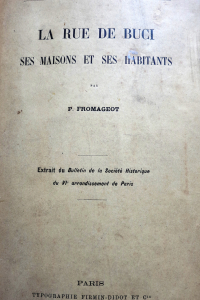 LA RUE DE BUCI
SES MAISONS ET SES HABITANTS
PAR
P. FROMAGEOT
Extrait du Bulletin de la Société Historique
du VIe arrondissement de Paris
PARIS
TYPOGRAPHIE FIRMIN-DIDOT ET Cie